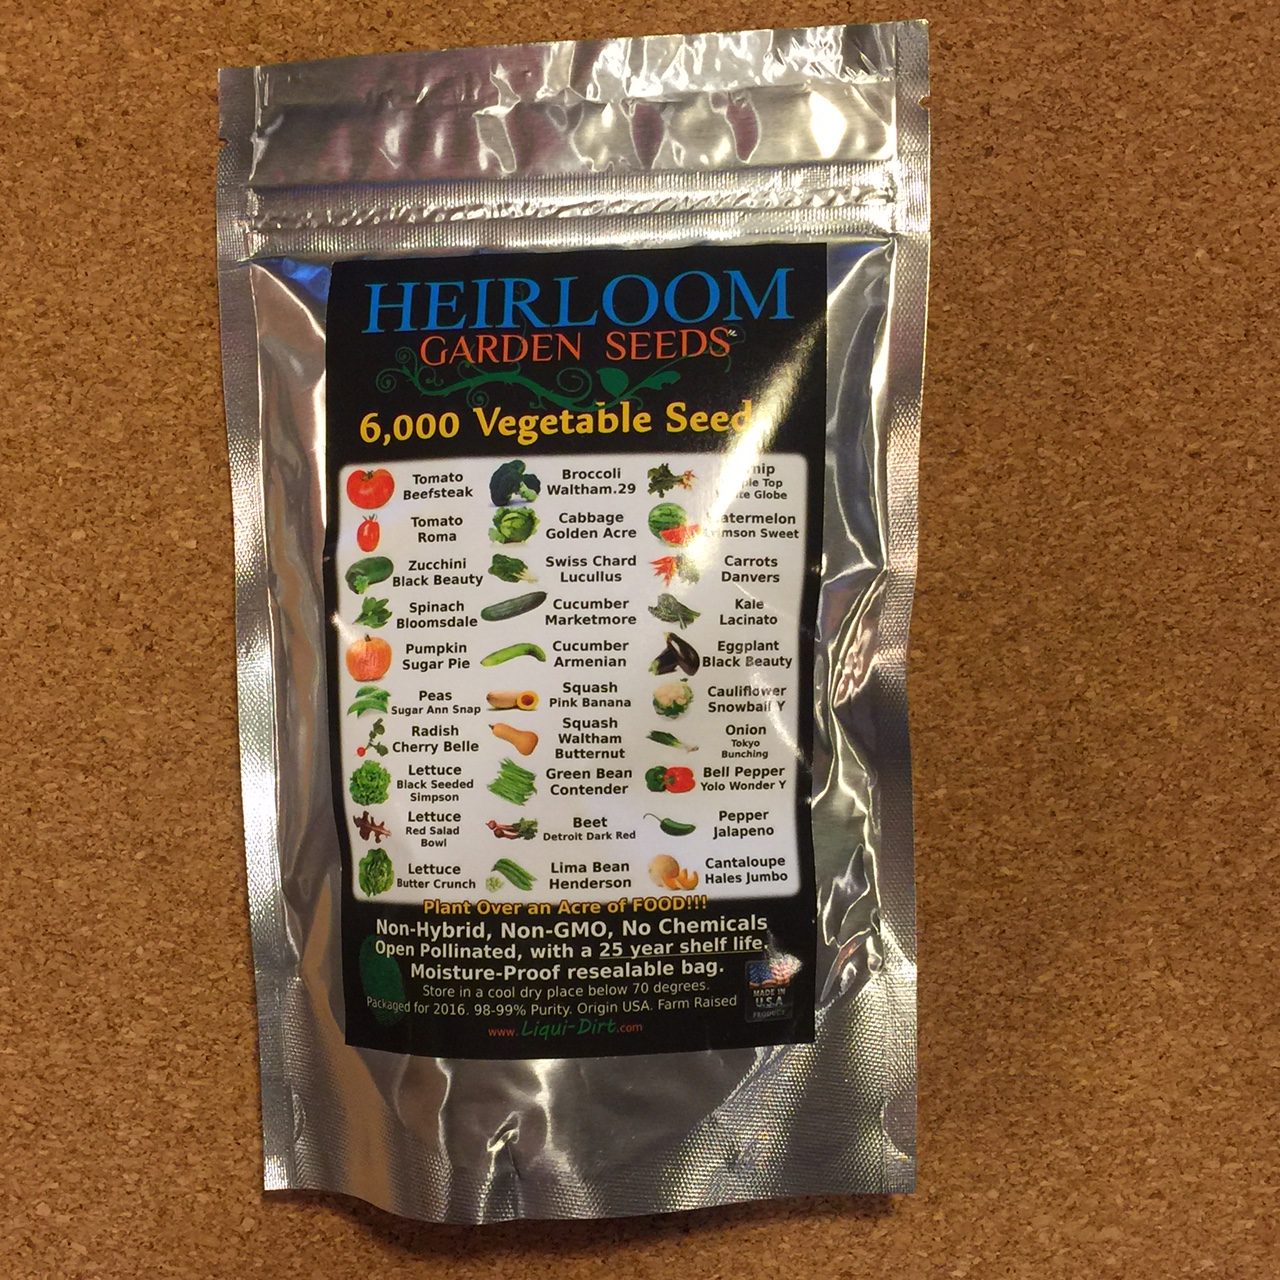 HEIRLOOM
GARDEN SEEDS
6,000 Vegetable
Tomato
Beefsteak
Tomato
Roma
Zucchini
Black Beauty
Spinach
Bloomsdale
Pumpkin
Sugar Pie
Peas
Sugar Ann Snap
Radish
Cherry Belle
Lettuce
Black Seeded
Simpson
Lettuce
Red Salad
Bowl
Lettuce
Butter Crunch
Broccoli
Waltham.29
Cabbage
Golden Acre
Swiss Chard
Lucullus
Cucumber
Marketmore
Cucumber
Armenian
Squash
Pink Banana
Squash
Waltham
Butternut
Green Bean
Contender
Beet
Detroit Dark Red
Lima Bean
Henderson
Top
Globe
Sweet
Carrots
Danvers
Kale
Lacinato
Eggplant
Black Beauty
Cauliflower
Snowball Y
Onion
Tokyo
Bunching
Bell Pepper
Yolo Wonder Y
Pepper
Jalapeno
Cantaloupe
Hales Jumbo
Plant Over an Acre of FOOD!!!
Non-Hybrid, Non-GMO, No Chemicals
Open Pollinated, with a 25 year shelf life.
Moisture-Proof resealable bag.
Store in a cool dry place below 70 degrees.
Packaged for 2016. 98-99% Purity. Origin USA. Farm Raised
www.Liqui-Dirt.com
MADE IN
U.S.A
PRODUCT